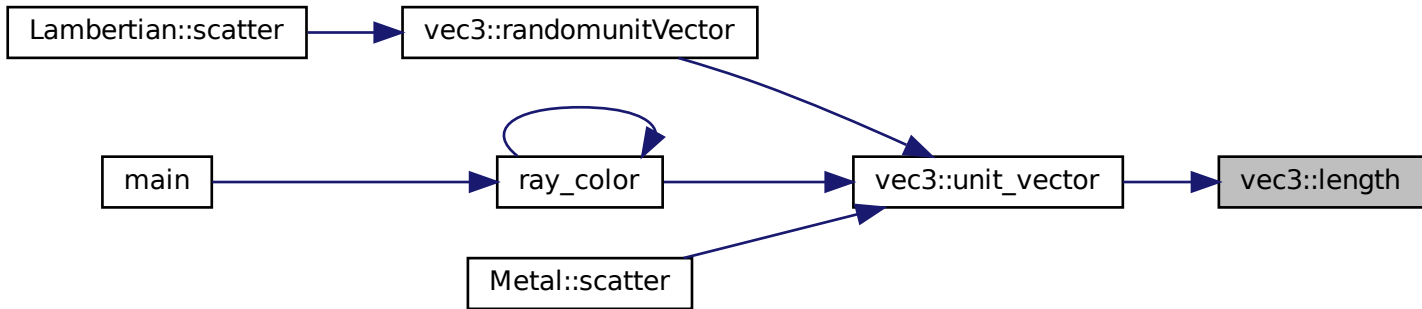 Lambertian::scatter
vec3::randomunitVector
main
ray_color
vec3::unit_vector
vec3::length
Metal::scatter